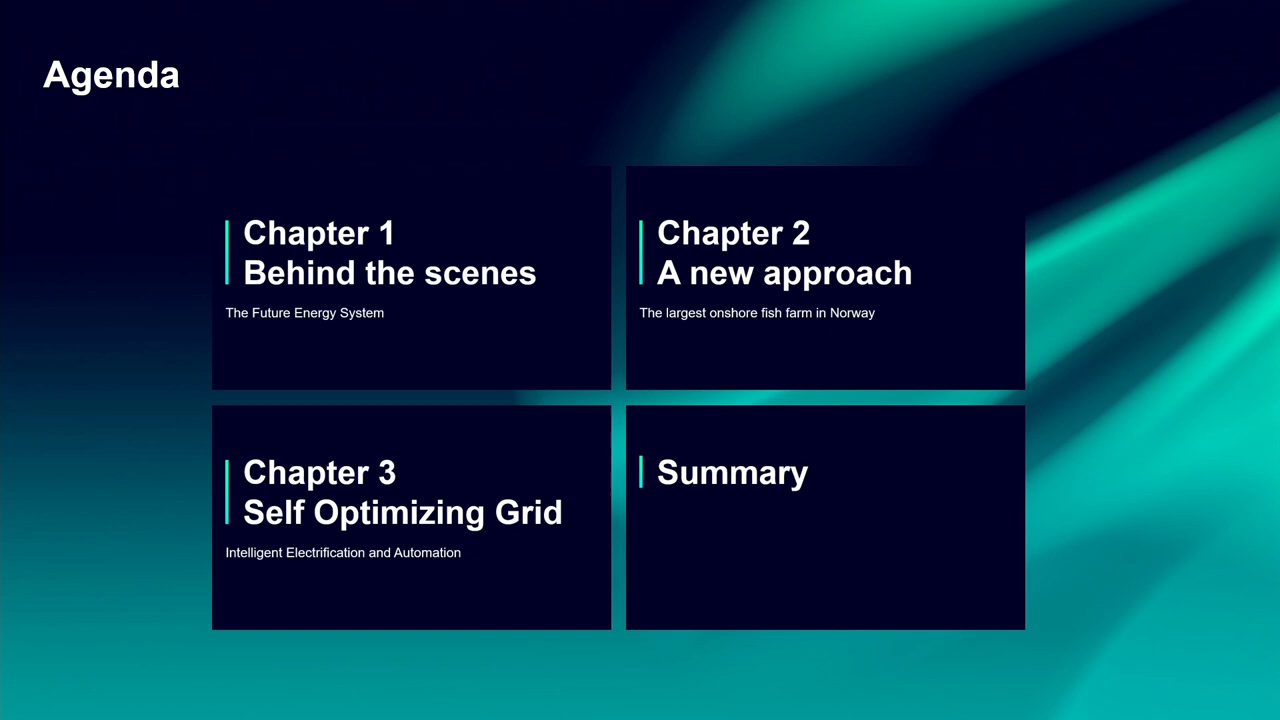 Agenda
Chapter 1
Behind the scenes
The Future Energy System
Chapter 2
A new approach
The largest onshore fish farm in Norway
Chapter 3
Self Optimizing Grid
Intelligent Electrification and Automation
Summary